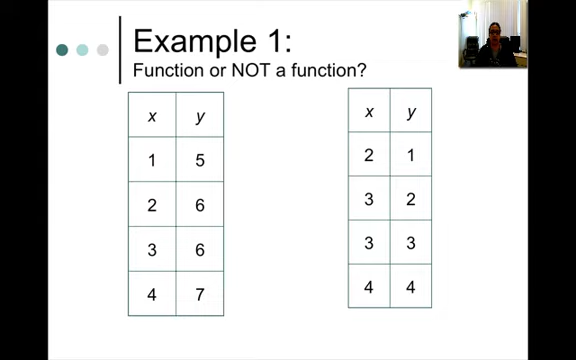 Example 1:
Function or NOT a function?
x y
1 5
2 6
3 6
4 7
x y
2 1
3 2
3 3
4 4